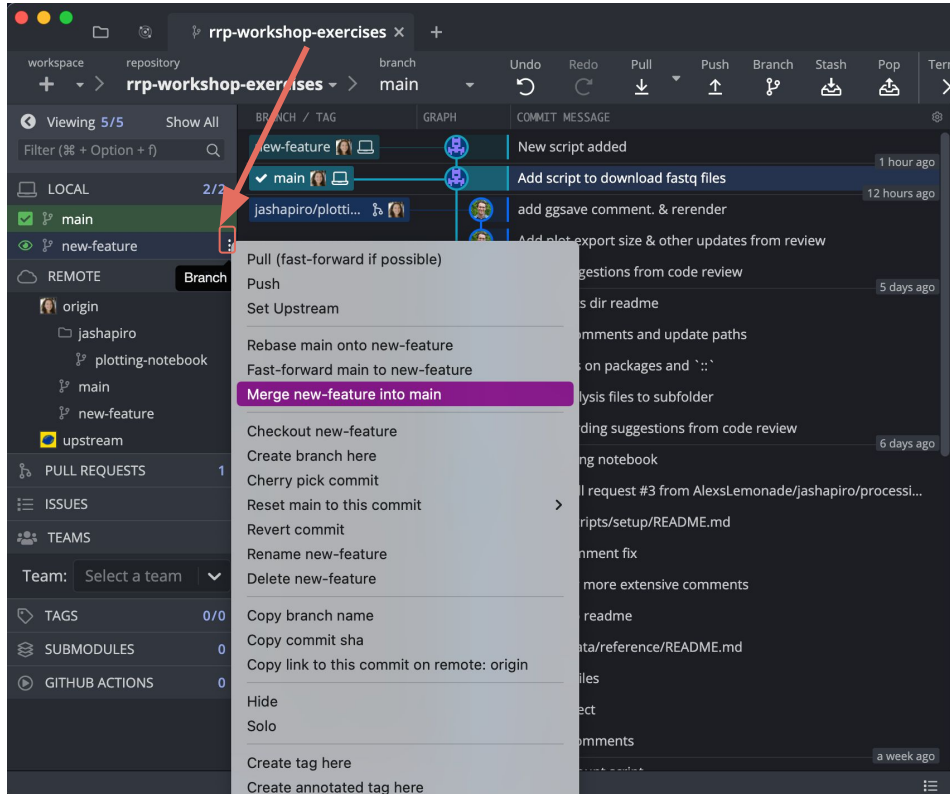 rrp-workshop-exercises
workspace
repository
branch
rrp-workshop-exercises
main
Undo
Redo
Pull
Push
Branch
Stash
Pop
Viewing 5/5
Show All
BRANCH / TAG
GRAPH
COMMIT MESSAGE
Filter (⌘ + Option + f)
new-feature
New script added
1 hour ago
LOCAL
2/2
main
Add script to download fastq files
12 hours ago
main
jashapiro/plotti...
add ggsave comment. & rerender
new-feature
Add plot export size & other updates from review
REMOTE
Branch
gestions from code review
5 days ago
origin
s dir readme
jashapiro
omments and update paths
plotting-notebook
s on packages and `::`
main
lysis files to subfolder
new-feature
rding suggestions from code review
6 days ago
upstream
ng notebook
PULL REQUESTS
1
ll request #3 from AlexsLemonade/jashapiro/processi...
ISSUES
ripts/setup/README.md
TEAMS
mment fix
Team:
Select a team
more extensive comments
TAGS
0/0
readme
SUBMODULES
0
ata/reference/README.md
GITHUB ACTIONS
0
iles
ect
omments
a week ago
Pull (fast-forward if possible)
Push
Set Upstream
Rebase main onto new-feature
Fast-forward main to new-feature
Merge new-feature into main
Checkout new-feature
Create branch here
Cherry pick commit
Reset main to this commit
Revert commit
Rename new-feature
Delete new-feature
Copy branch name
Copy commit sha
Copy link to this commit on remote: origin
Hide
Solo
Create tag here
Create annotated tag here